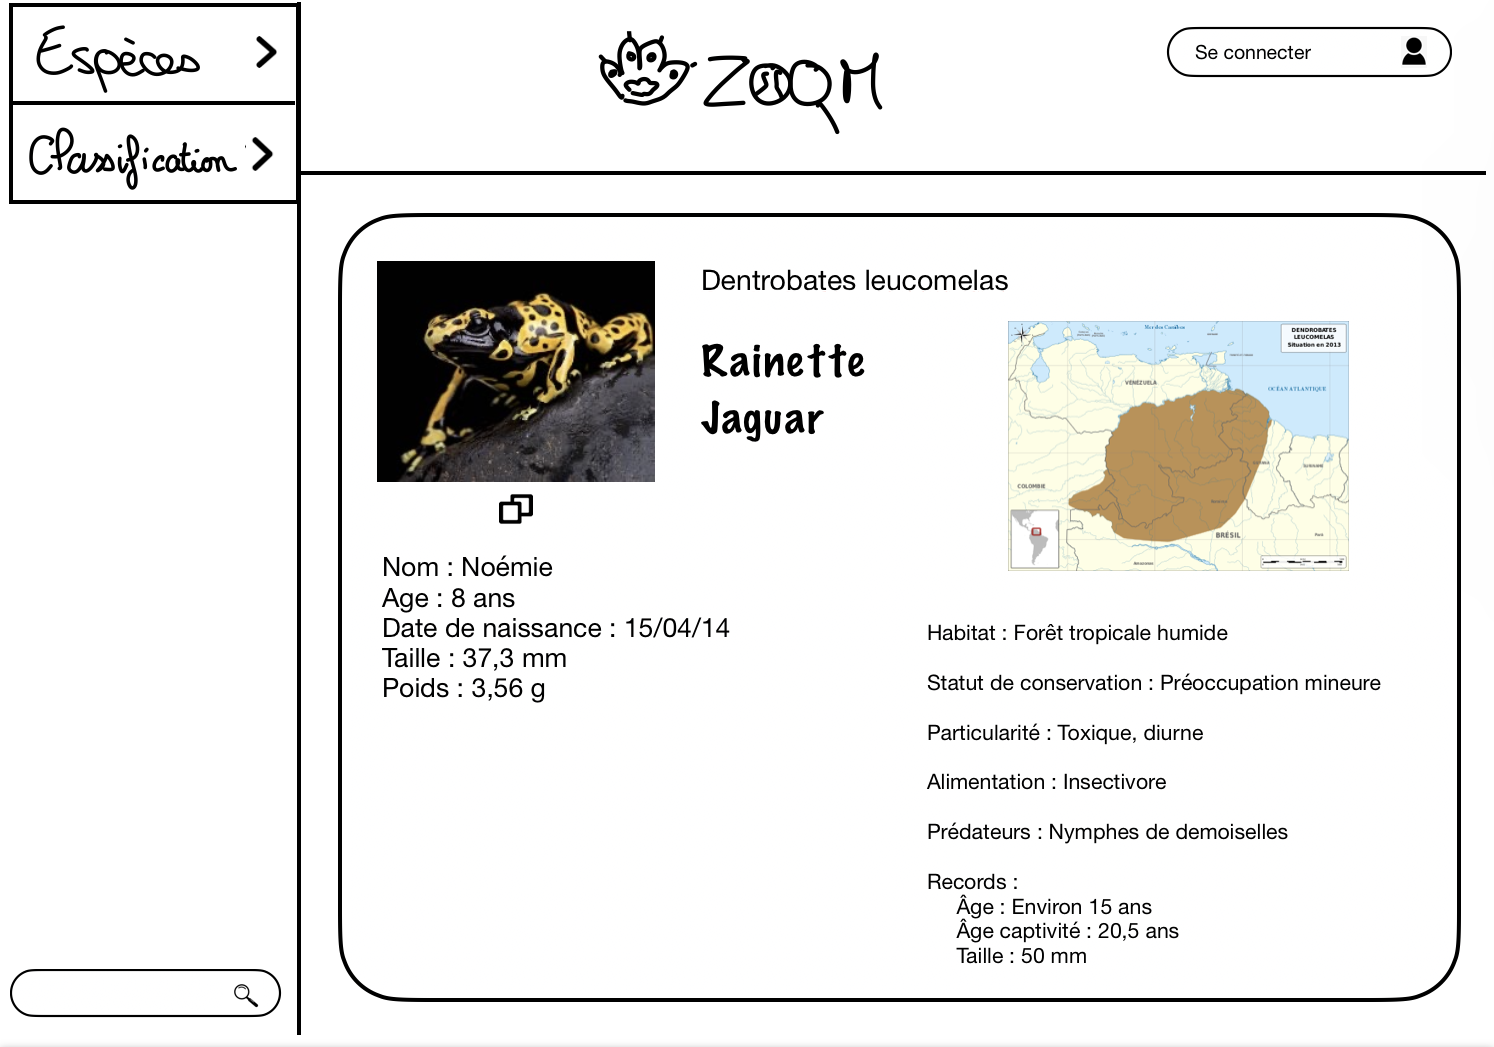 Espèces
Classification
ZOOM
Se connecter
Dentrobates leucomelas
Rainette
Jaguar
Mer des Caraïbes
DENDROBATES
LEUCOMELAS
Situation en 2013
VENEZUELA
OCÉAN ATLANTIQUE
COLOMBIE
BRÉSIL
Nom : Noémie
Age : 8 ans
Date de naissance : 15/04/14
Taille : 37,3 mm
Poids : 3,56 g
Habitat : Forêt tropicale humide
Statut de conservation : Préoccupation mineure
Particularité : Toxique, diurne
Alimentation : Insectivore
Prédateurs : Nymphes de demoiselles
Records :
Âge : Environ 15 ans
Âge captivité : 20,5 ans
Taille : 50 mm